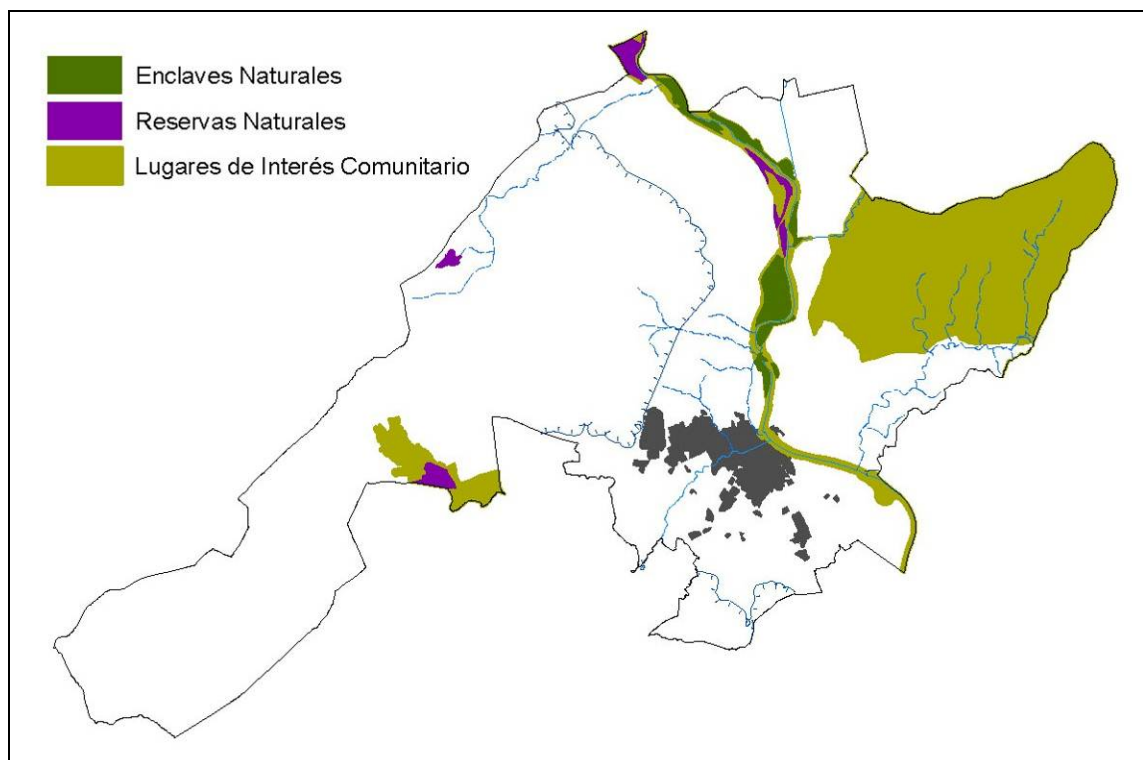 Enclaves Naturales
Reservas Naturales
Lugares de Interés Comunitario